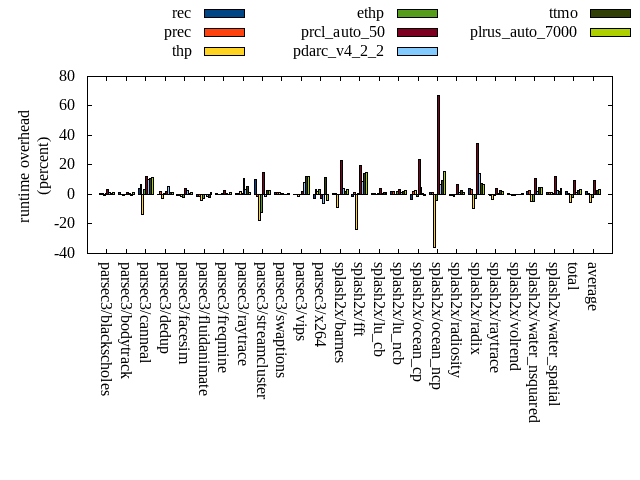 rec
prec
thp
ethp
prcl_auto_50
pdarc_v4_2_2
ttmo
plrus_auto_7000
runtime overhead
(percent)
80
60
40
20
0
-20
-40
parsec3/blackscholes
parsec3/bodytrack
parsec3/canneal
parsec3/dedup
parsec3/facesim
parsec3/fluidanimate
parsec3/freqmine
parsec3/raytrace
parsec3/streamcluster
parsec3/swaptions
parsec3/vips
parsec3/x264
splash2x/barnes
splash2x/fft
splash2x/lu_cb
splash2x/lu_ncb
splash2x/ocean_cp
splash2x/ocean_ncp
splash2x/radiosity
splash2x/radix
splash2x/raytrace
splash2x/volrend
splash2x/water_nsquared
splash2x/water_spatial
total
average